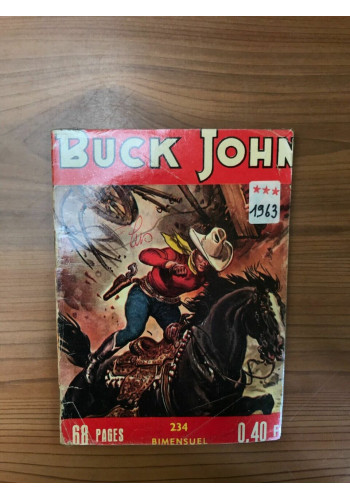 BUCK JOHN
***
1963
68 PAGES
234
BIMENSUEL
0,40 F